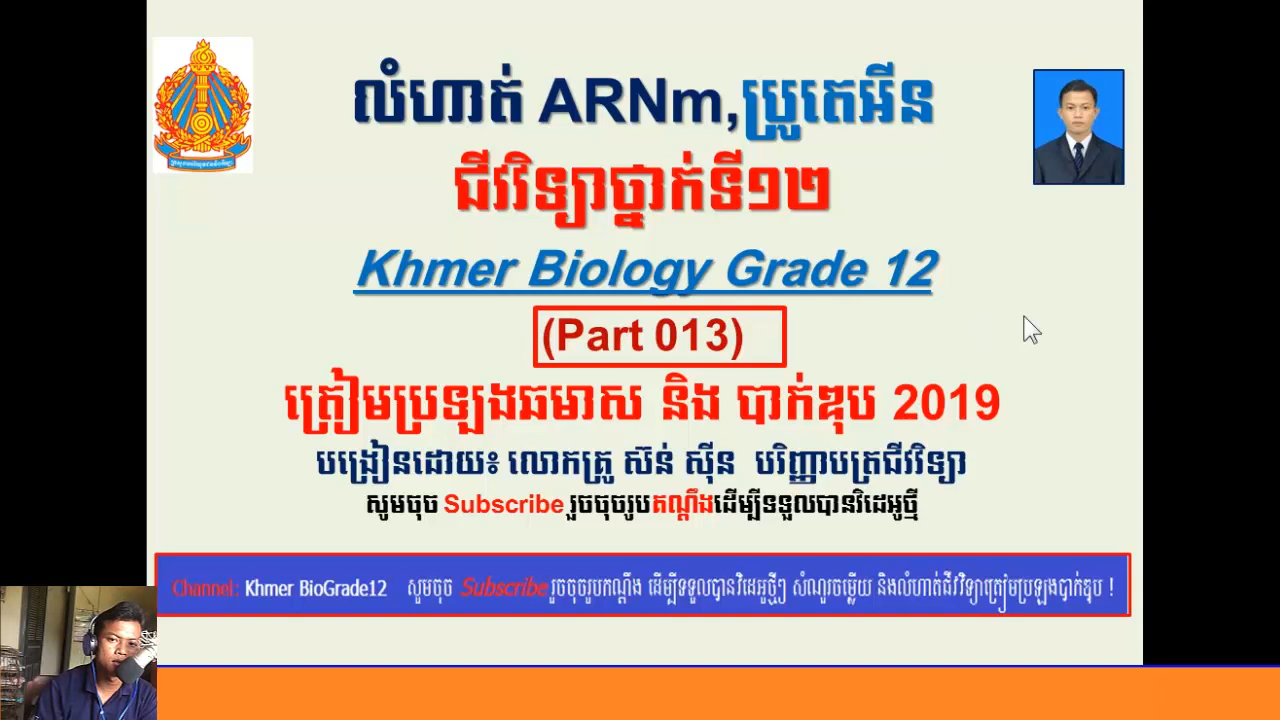 លំហាត់ ARNm,ប្រូតេអ៊ីន
ជីវវិទ្យាថ្នាក់ទី១២
Khmer Biology Grade 12
(Part 013)
ត្រៀមប្រឡងឆមាស និង បាក់ឌុប 2019
បង្រៀនដោយ៖ លោកគ្រូ ស៊ន់ ស៊ីន បរិញ្ញាបត្រជីវវិទ្យា
សូមចុច Subscribe រួចចុចរូបគណ្ដឹងដើម្បីទទួលបានវិដេអូថ្មី
Channel: Khmer BioGrade12 សូមចុច Subscribe រួចចុចរូបកណ្ដឹង ដើម្បីទទួលបានវិដេអូថ្មីៗ សំណួរចម្លើយ និងលំហាត់ជីវវិទ្យាត្រៀមប្រឡងបាក់ឌុប !